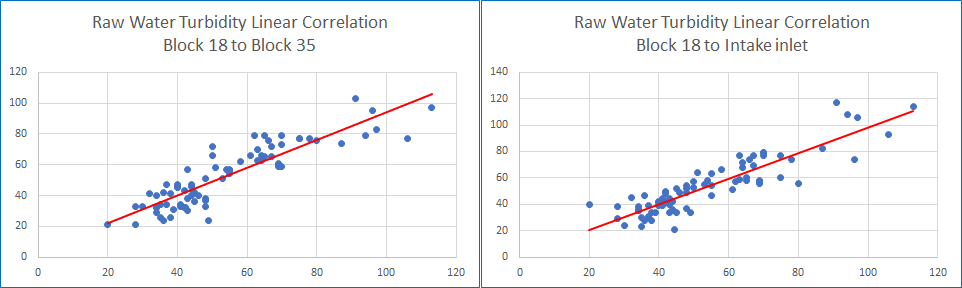 Raw Water Turbidity Linear Correlation
Block 18 to Block 35
120
100
80
60
40
20
0
0 20 40 60 80 100 120
Raw Water Turbidity Linear Correlation
Block 18 to Intake inlet
140
120
100
80
60
40
20
0
0 20 40 60 80 100 120